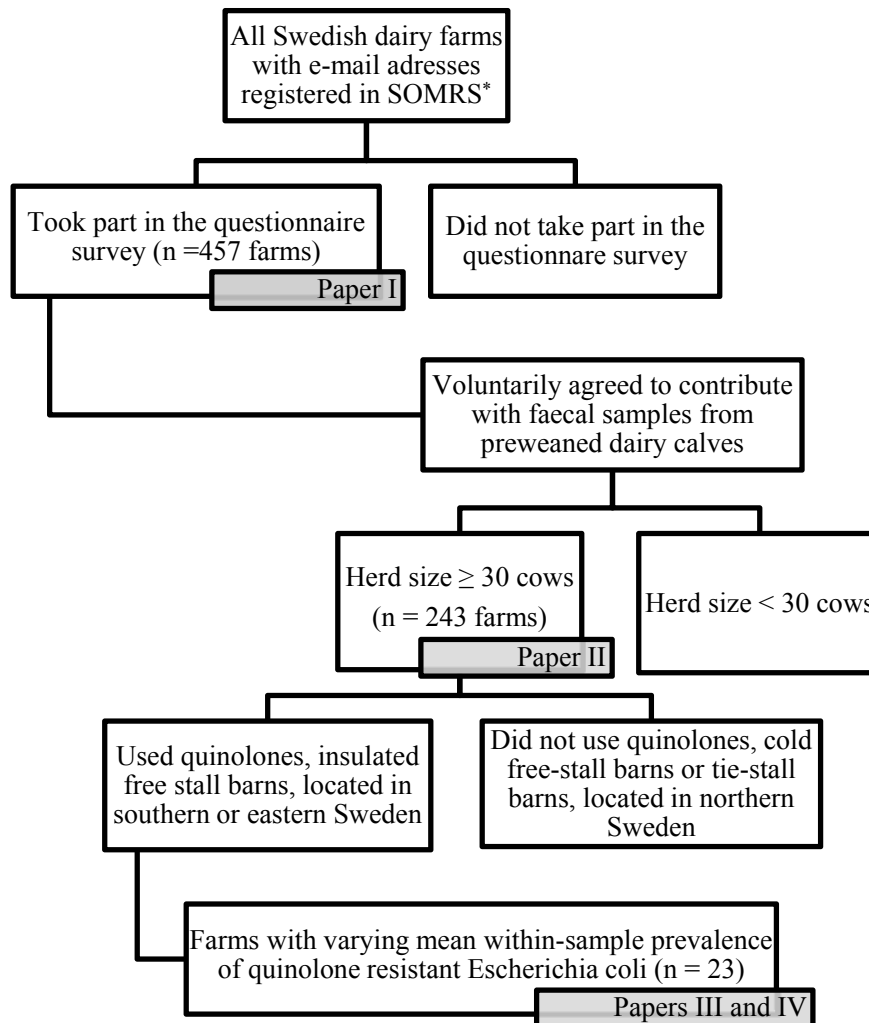 All Swedish dairy farms
with e-mail adresses
registered in SOMRS*
Took part in the questionnaire
survey (n =457 farms)
Paper I
Did not take part in the
questionnare survey
Voluntarily agreed to contribute
with faecal samples from
preweaned dairy calves
Herd size ≥ 30 cows
(n = 243 farms)
Paper II
Herd size < 30 cows
Used quinolones, insulated
free stall barns, located in
southern or eastern Sweden
Did not use quinolones, cold
free-stall barns or tie-stall
barns, located in northern
Sweden
Farms with varying mean within-sample prevalence
of quinolone resistant Escherichia coli (n = 23)
Papers III and IV